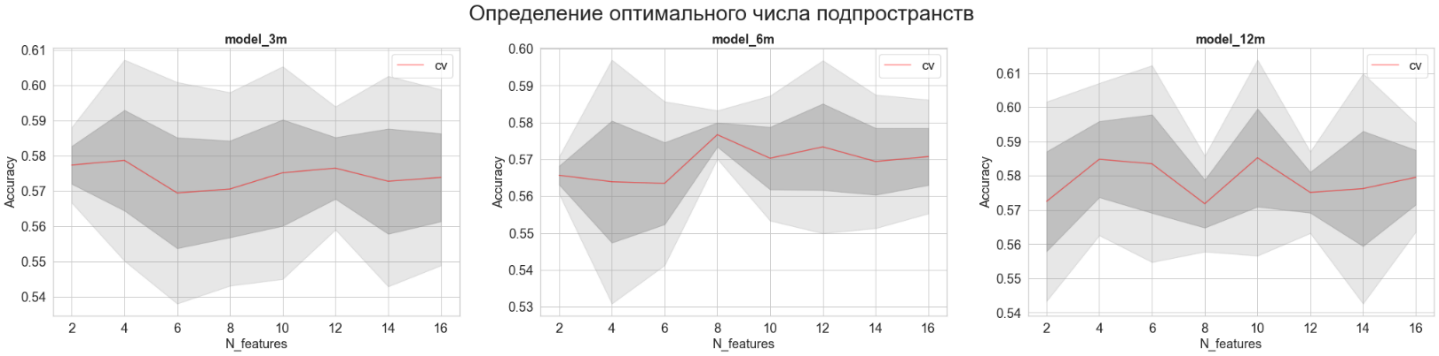 Определение оптимального числа подпространств
model_3m
0.61
0.60
0.59
0.58
0.57
0.56
0.55
0.54
Accuracy
cv
2 4 6 8 10 12 14 16
N_features
model_6m
0.60
0.59
0.58
0.57
0.56
0.55
0.54
0.53
Accuracy
cv
2 4 6 8 10 12 14 16
N_features
model_12m
0.61
0.60
0.59
0.58
0.57
0.56
0.55
0.54
Accuracy
cv
2 4 6 8 10 12 14 16
N_features